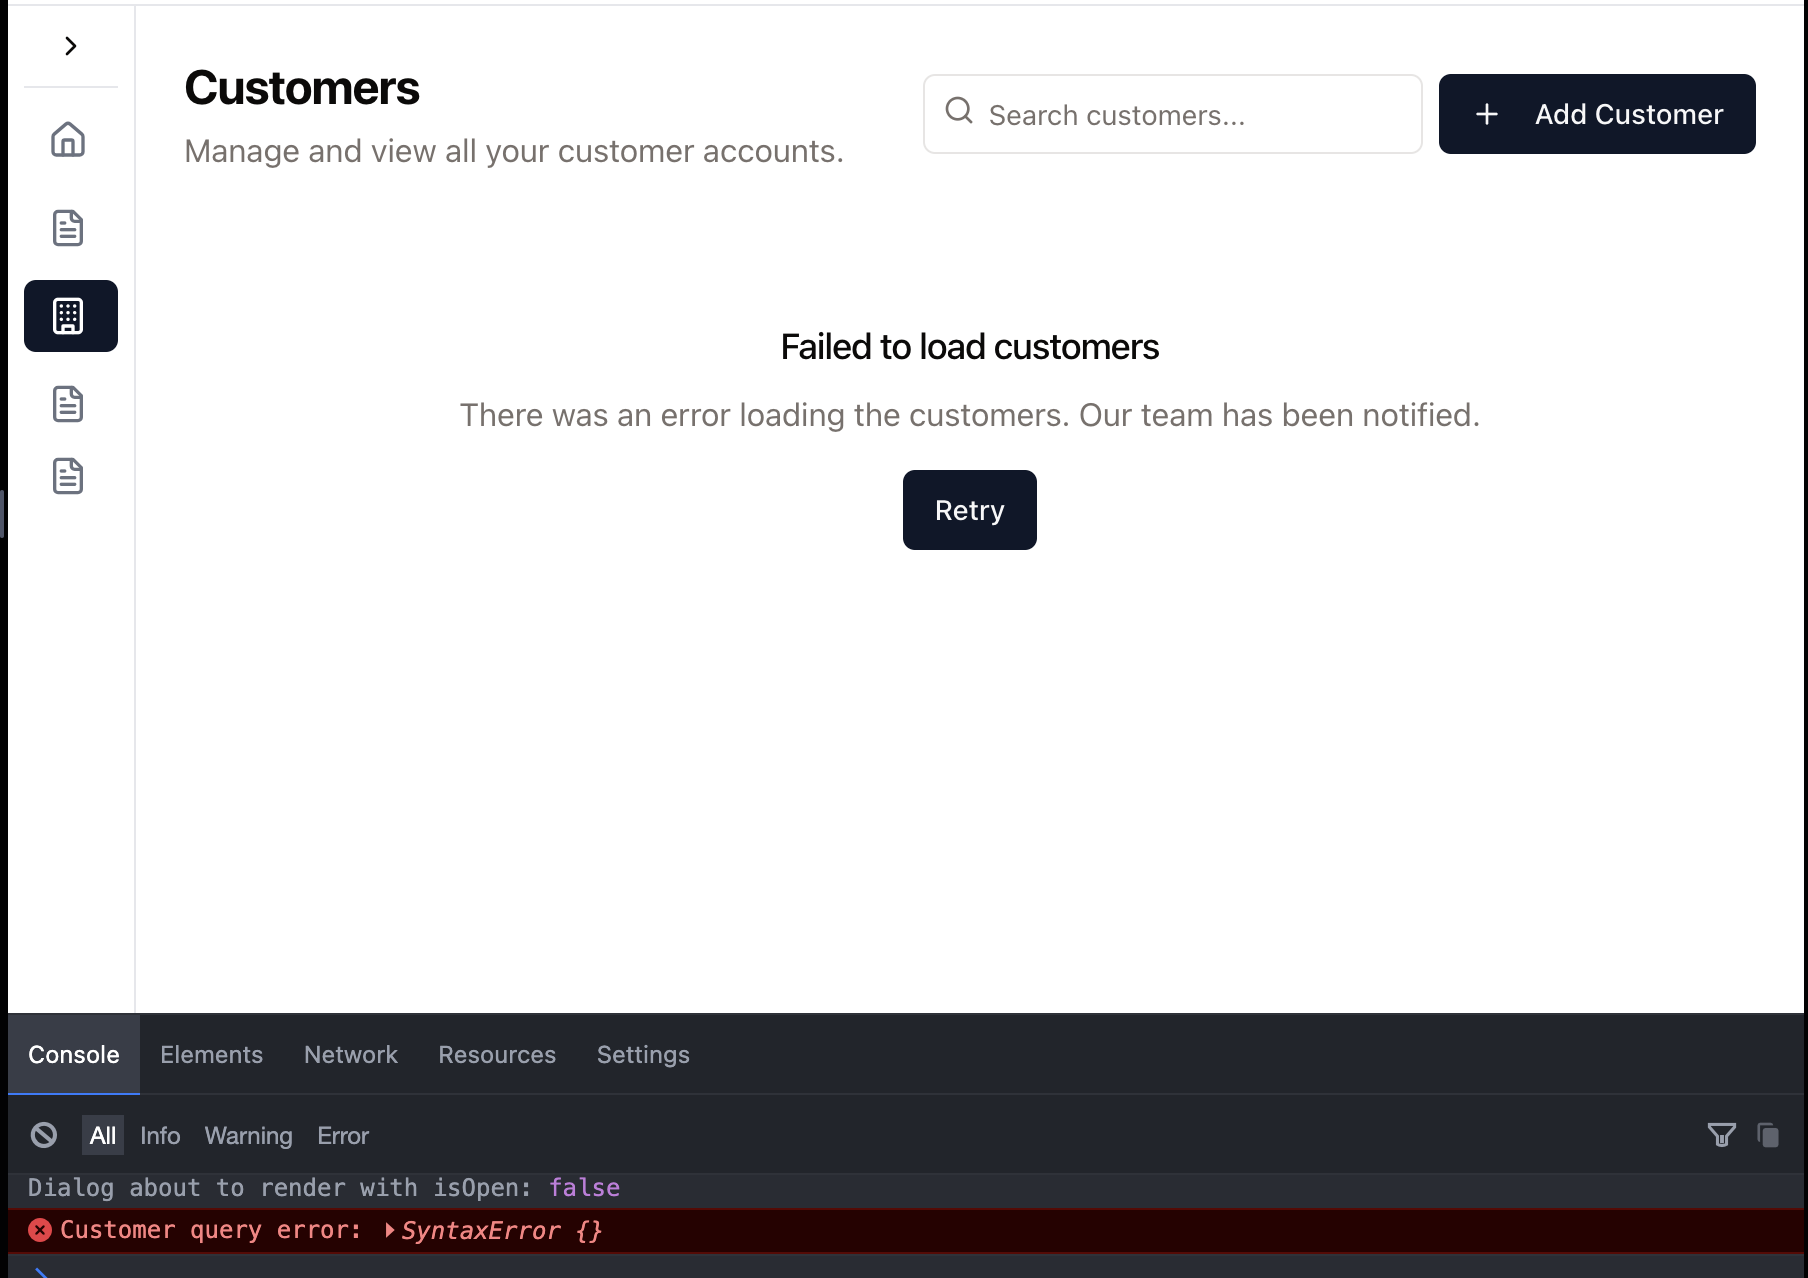 Customers
Manage and view all your customer accounts.
Search customers...
Add Customer
Failed to load customers
There was an error loading the customers. Our team has been notified.
Retry
Console Elements Network Resources Settings
All Info Warning Error
Dialog about to render with isOpen: false
Customer query error: SyntaxError {}